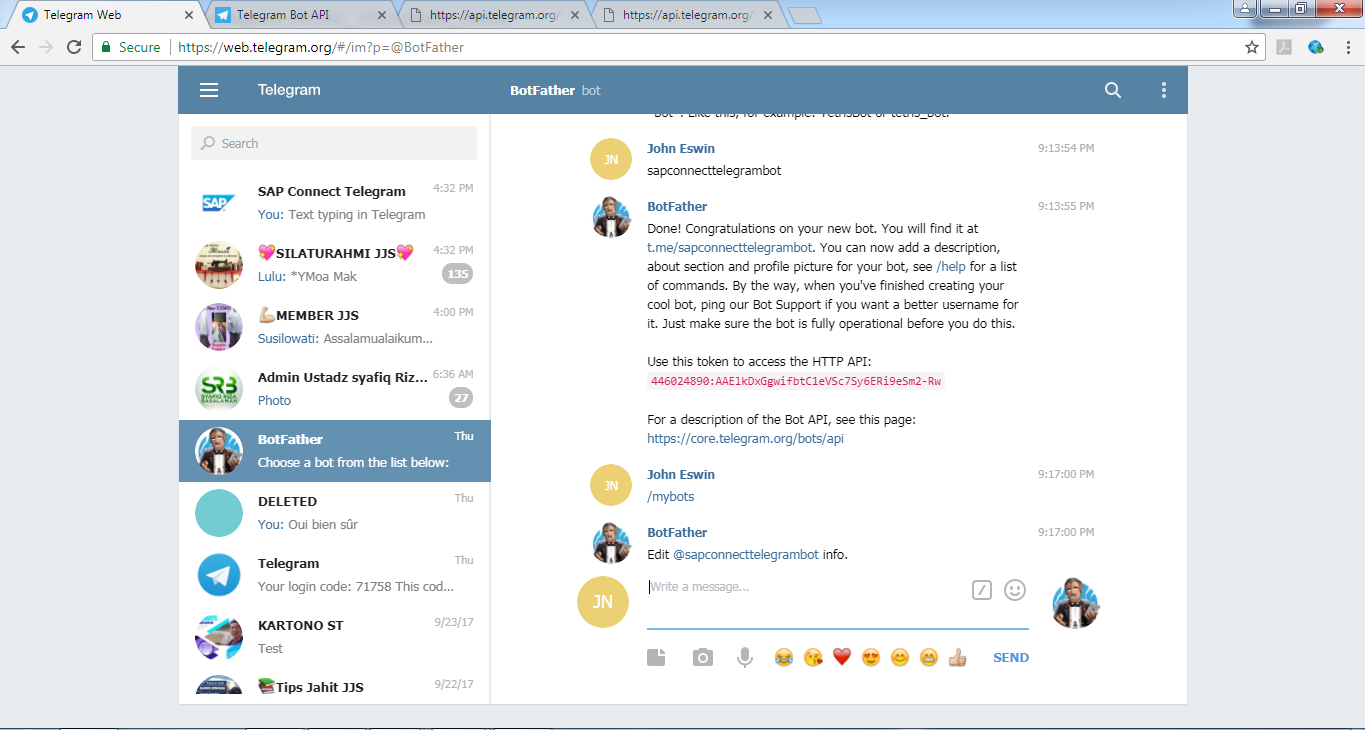 Telegram Web
Telegram Bot API
https://api.telegram.org/
https://api.telegram.org/
Secure
https://web.telegram.org/#/im?p=@BotFather
Telegram
BotFather bot
Search
SAP
SAP Connect Telegram 4:32 PM
You: Text typing in Telegram
💖SILATURAHMI JJS💖 4:32 PM
Lulu: *YMoa Mak 135
💪🏼MEMBER JJS 4:00 PM
Susilowati: Assalamualaikum...
SRB
Admin Ustadz syafiq Riz... 6:36 AM
Photo 27
BotFather Thu
Choose a bot from the list below:
DELETED Thu
You: Oui bien sûr
Telegram Thu
Your login code: 71758 This cod...
KARTONO ST 9/23/17
Test
📚Tips Jahit JJS 9/22/17
Like this, for example: TetrisBot or tetris_bot.
JN
John Eswin 9:13:54 PM
sapconnecttelegrambot
BotFather 9:13:55 PM
Done! Congratulations on your new bot. You will find it at
t.me/sapconnecttelegrambot. You can now add a description,
about section and profile picture for your bot, see /help for a list
of commands. By the way, when you've finished creating your
cool bot, ping our Bot Support if you want a better username for
it. Just make sure the bot is fully operational before you do this.
Use this token to access the HTTP API:
446024890:AAElkDxGgwifbtC1eVSc7Sy6ERi9eSm2-Rw
For a description of the Bot API, see this page:
https://core.telegram.org/bots/api
JN
John Eswin 9:17:00 PM
/mybots
BotFather 9:17:00 PM
Edit @sapconnecttelegrambot info.
JN
Write a message...
😂 😘 ❤️ 😍 😊 😁 👍🏼
SEND